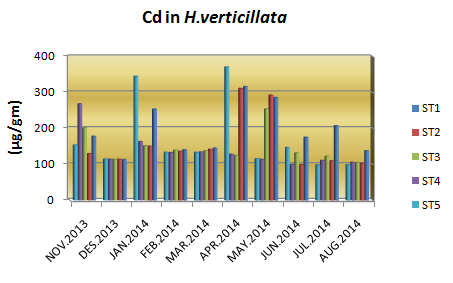 Cd in H.verticillata
(µg/gm)
400
300
200
100
0
NOV.2013
DES.2013
JAN.2014
FEB.2014
MAR.2014
APR.2014
MAY.2014
JUN.2014
JUL.2014
AUG.2014
ST1
ST2
ST3
ST4
ST5